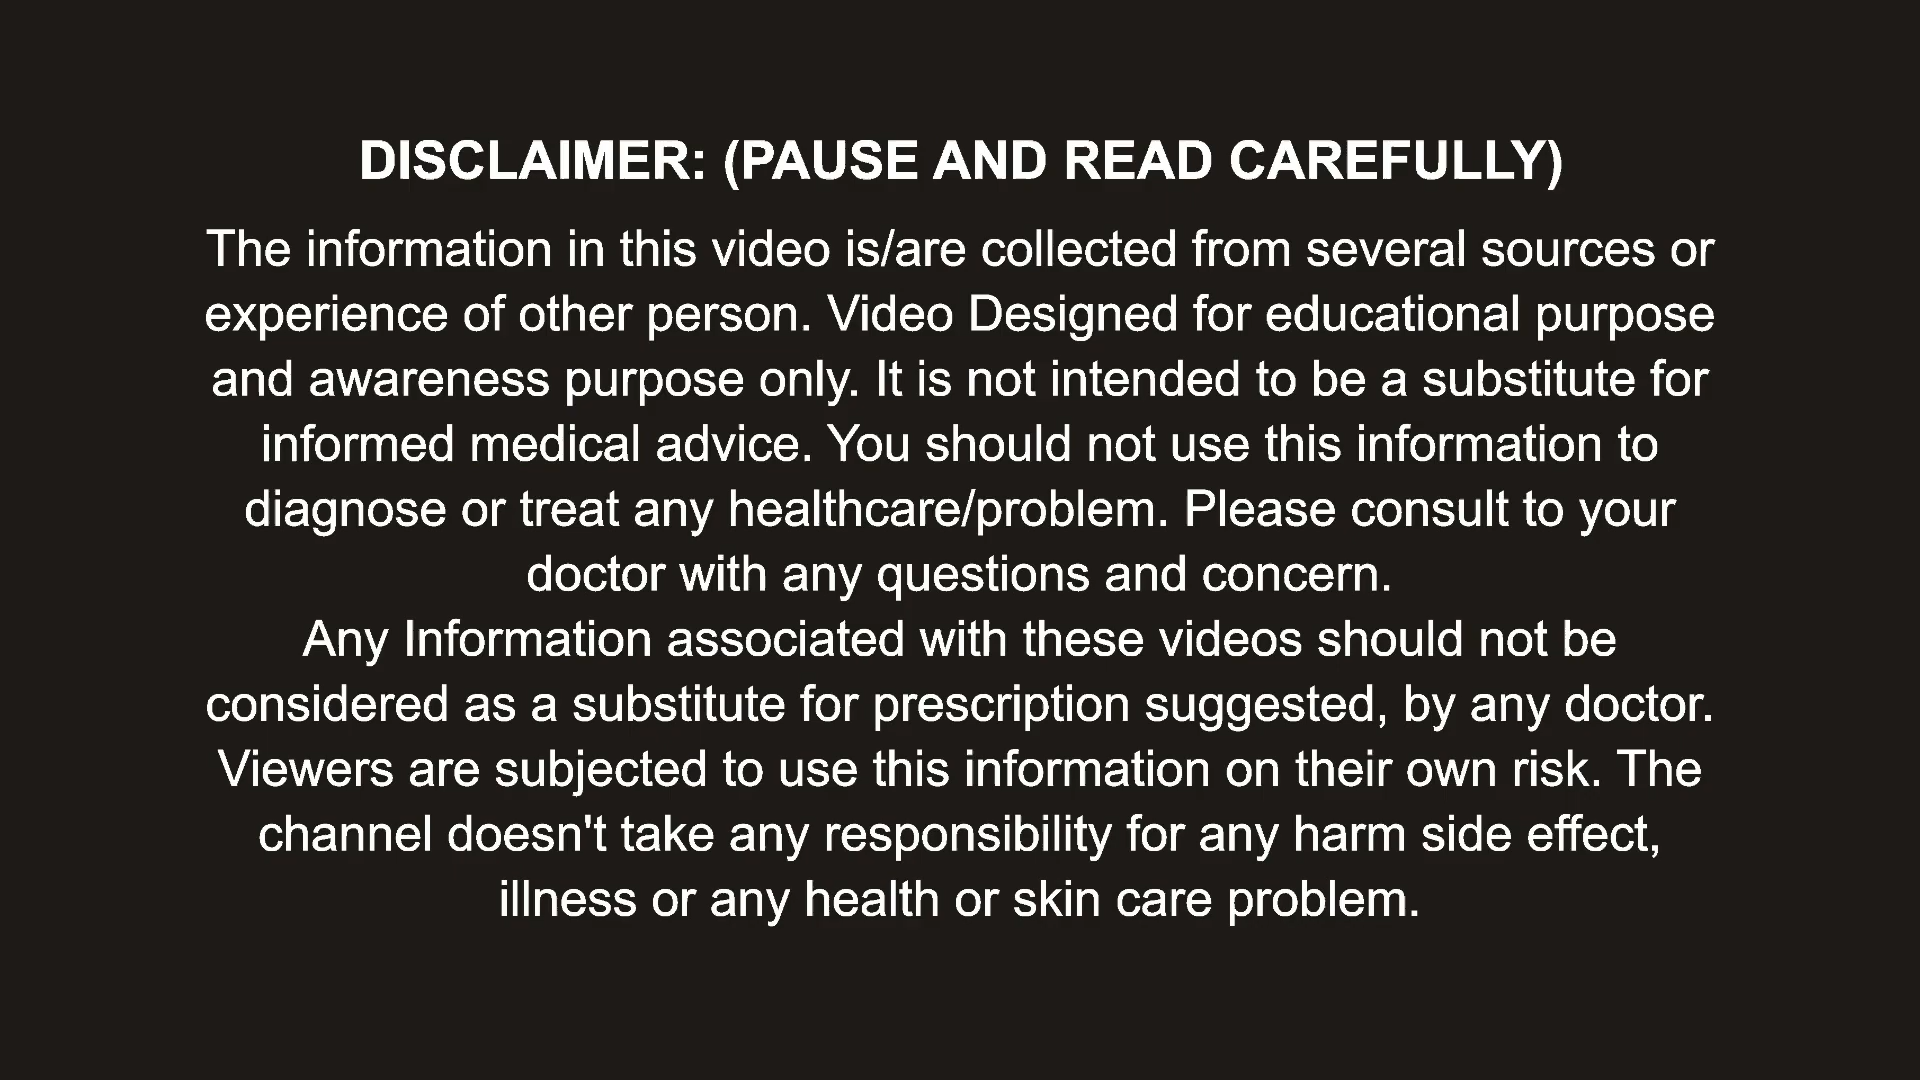 DISCLAIMER: (PAUSE AND READ CAREFULLY)
The information in this video is/are collected from several sources or
experience of other person. Video Designed for educational purpose
and awareness purpose only. It is not intended to be a substitute for
informed medical advice. You should not use this information to
diagnose or treat any healthcare/problem. Please consult to your
doctor with any questions and concern.
Any Information associated with these videos should not be
considered as a substitute for prescription suggested, by any doctor.
Viewers are subjected to use this information on their own risk. The
channel doesn't take any responsibility for any harm side effect,
illness or any health or skin care problem.